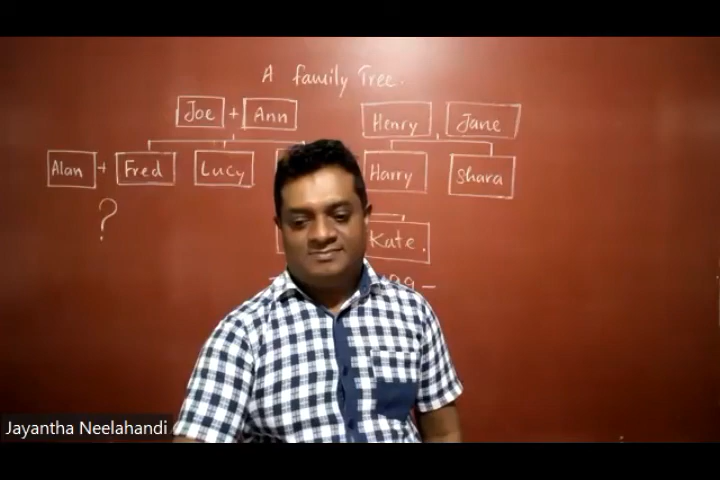 A family Tree.
Joe + Ann Henry Jane
Alan + Fred Lucy Harry Shara
?
Kate.
Jayantha Neelahandi